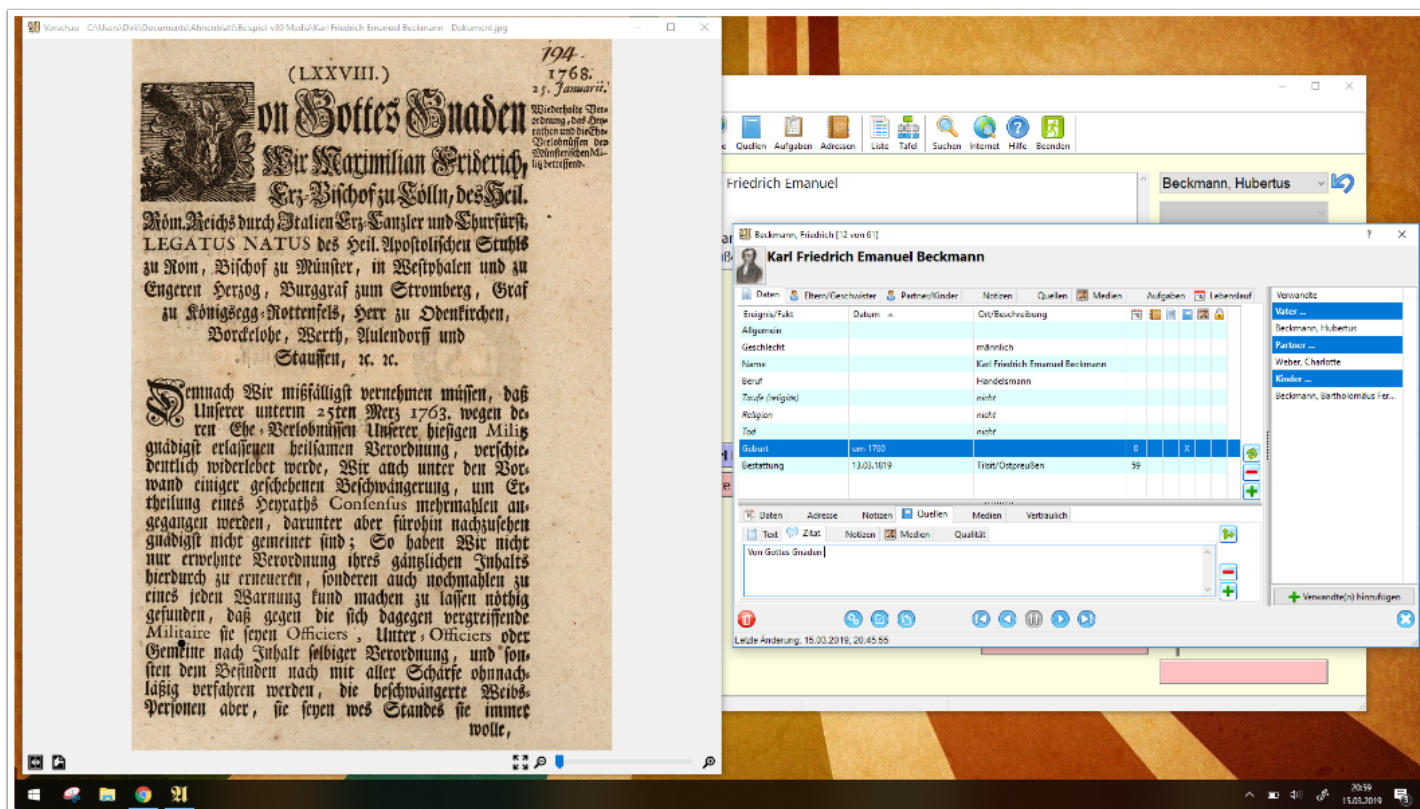 Vorschau - C:\Users\Dirk\Documents\Ahnenblatt\Beispiel-v30 Media\Karl Friedrich Emanuel Beckmann - Dokument.jpg
194.
(LXXVIII.)
1768.
25. Januarii.
Von Gottes Gnaden
Wir Maximilian Friderich,
Ertz-Bischof zu Cölln, des Heil.
Röm. Reichs durch Italien Ertz-Cantzler und Churfürst,
LEGATUS NATUS des Heil. Apostolischen Stuhls
zu Rom, Bischof zu Münster, in Westphalen und zu
Engeren Hertzog, Burggraf zum Stromberg, Graf
zu Königsegg-Rottenfels, Herr zu Odenkirchen,
Borckelohe, Werth, Aulendorff und
Stauffen, ꝛc. ꝛc.
Wiederholte Ver-
ordnung, das Hey-
rathen und die Ehe-
Verlöbnüssen der
Münsterischen Mi-
litz betreffend.
Demnach Wir mißfälligst vernehmen müssen, daß
Unserer unterm 25ten Mertz 1763. wegen de-
ren Ehe-Verlobnüssen Unserer hiesigen Militz
gnädigst erlassenen heilsamen Verordnung, verschie-
dentlich widerlebet werde, Wir auch unter den Vor-
wand einiger geschehenen Beschwängerung, um Er-
theilung eines Heyraths Consensus mehrmahlen an-
gegangen werden, darunter aber fürohin nachzusehen
gnädigst nicht gemeinet sind; So haben Wir nicht
nur erwehnte Verordnung ihres gäntzlichen Inhalts
hierdurch zu erneueren, sonderen auch nochmahlen zu
eines jeden Warnung kund machen zu lassen nöthig
gefunden, daß gegen die sich dagegen vergreiffende
Militaire sie seyen Officiers, Unter-Officiers oder
Gemeine nach Inhalt selbiger Verordnung, und son-
sten dem Befinden nach mit aller Schärfe ohnnach-
läßig verfahren werden, die beschwängerte Weibs-
Personen aber, sie seyen wes Standes sie immer
wolle,
Quellen Aufgaben Adressen Liste Tafel Suchen Internet Hilfe Beenden
Friedrich Emanuel
Beckmann, Hubertus
Beckmann, Friedrich [12 von 61]
Karl Friedrich Emanuel Beckmann
Daten Eltern/Geschwister Partner/Kinder Notizen Quellen Medien Aufgaben Lebenslauf
Ereignis/Fakt Datum Ort/Beschreibung
Allgemein
Geschlecht männlich
Name Karl Friedrich Emanuel Beckmann
Beruf Handelsmann
Taufe (religiös) nicht
Religion nicht
Tod nicht
Geburt um 1760 0 X
Bestattung 13.03.1819 Tilsit/Ostpreußen 59
Verwandte
Vater ...
Beckmann, Hubertus
Partner ...
Weber, Charlotte
Kinder ...
Beckmann, Bartholomäus Fer...
Verwandte(n) hinzufügen
Daten Adresse Notizen Quellen Medien Vertraulich
Text Zitat Notizen Medien Qualität
Von Gottes Gnaden
Letzte Änderung: 15.03.2019, 20:45:55
20:59
15.03.2019